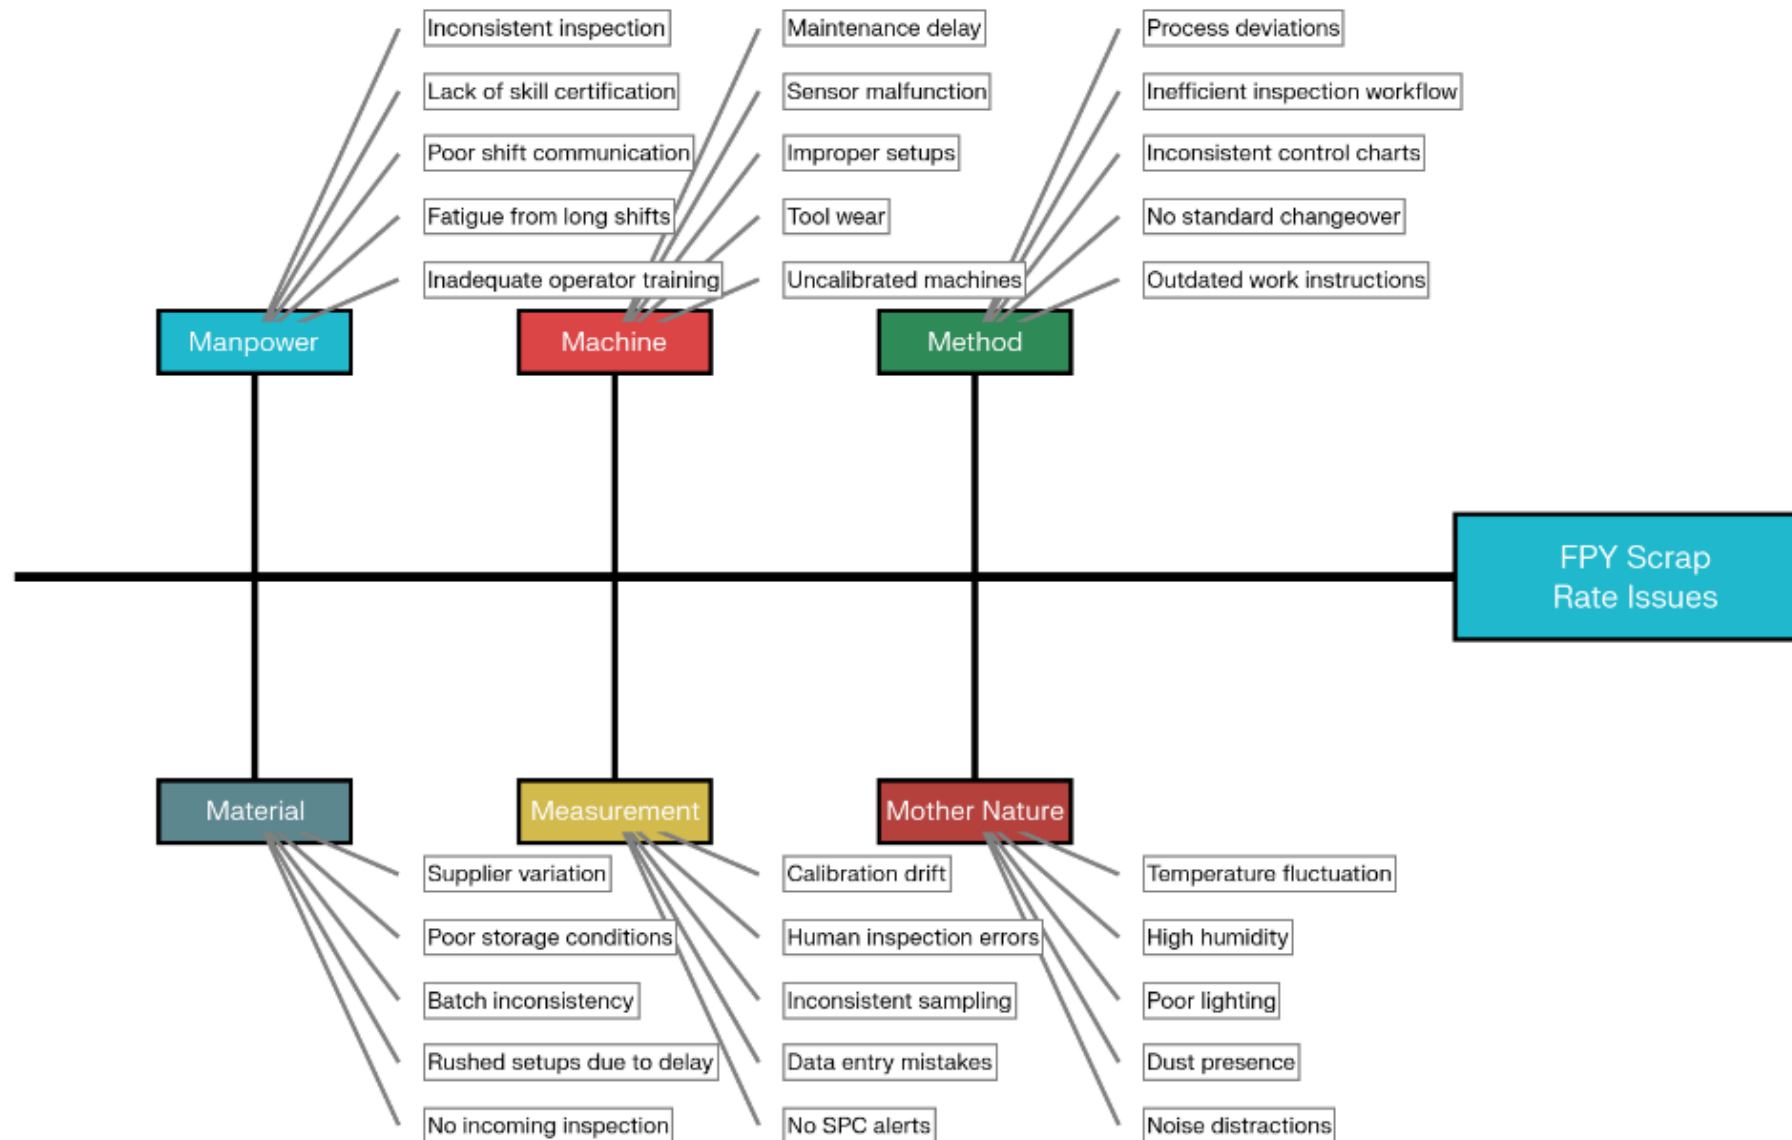 Inconsistent inspection
Maintenance delay
Process deviations
Lack of skill certification
Sensor malfunction
Inefficient inspection workflow
Poor shift communication
Improper setups
Inconsistent control charts
Fatigue from long shifts
Tool wear
No standard changeover
Inadequate operator training
Uncalibrated machines
Outdated work instructions
Manpower
Machine
Method
FPY Scrap
Rate Issues
Material
Measurement
Mother Nature
Supplier variation
Calibration drift
Temperature fluctuation
Poor storage conditions
Human inspection errors
High humidity
Batch inconsistency
Inconsistent sampling
Poor lighting
Rushed setups due to delay
Data entry mistakes
Dust presence
No incoming inspection
No SPC alerts
Noise distractions